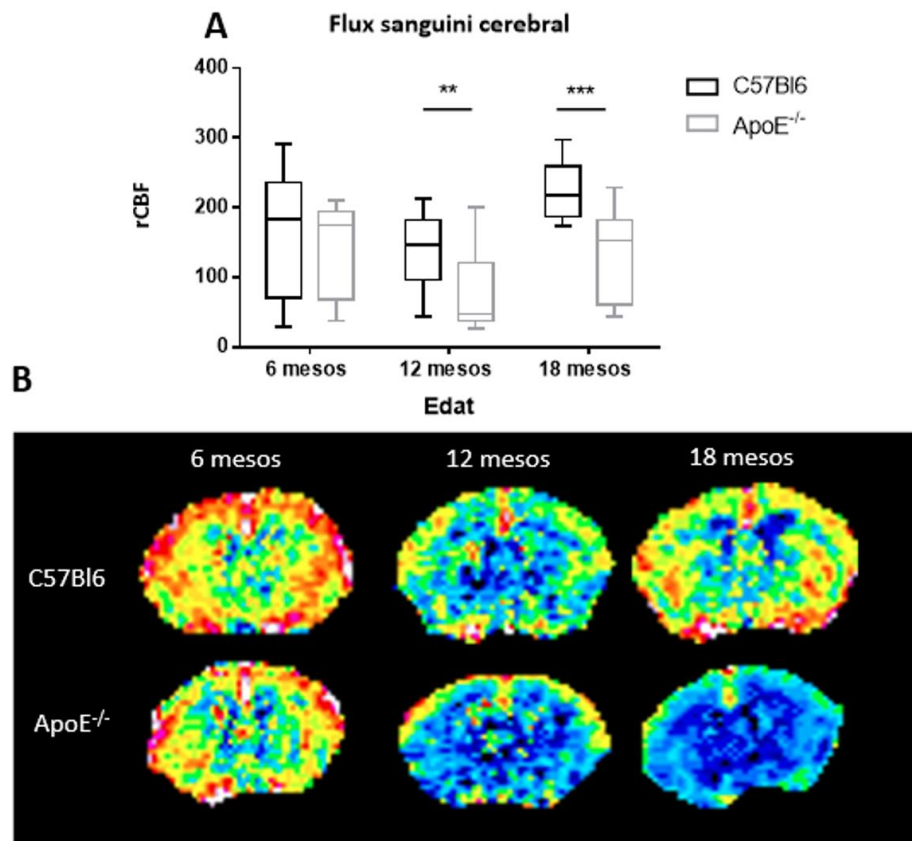 A
Flux sanguini cerebral
400
300
200
100
0
rCBF
**
***
C57Bl6
ApoE-/-
6 mesos
12 mesos
18 mesos
Edat
B
6 mesos
12 mesos
18 mesos
C57Bl6
ApoE-/-